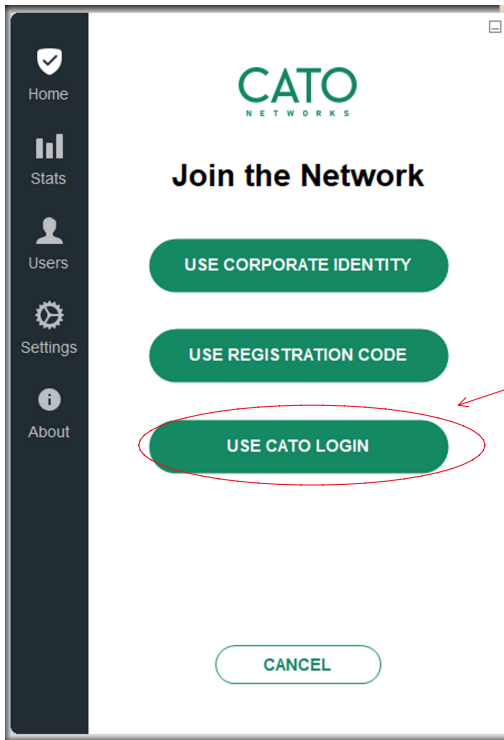 Home
Stats
Users
Settings
About
CATO
NETWORKS
Join the Network
USE CORPORATE IDENTITY
USE REGISTRATION CODE
USE CATO LOGIN
CANCEL